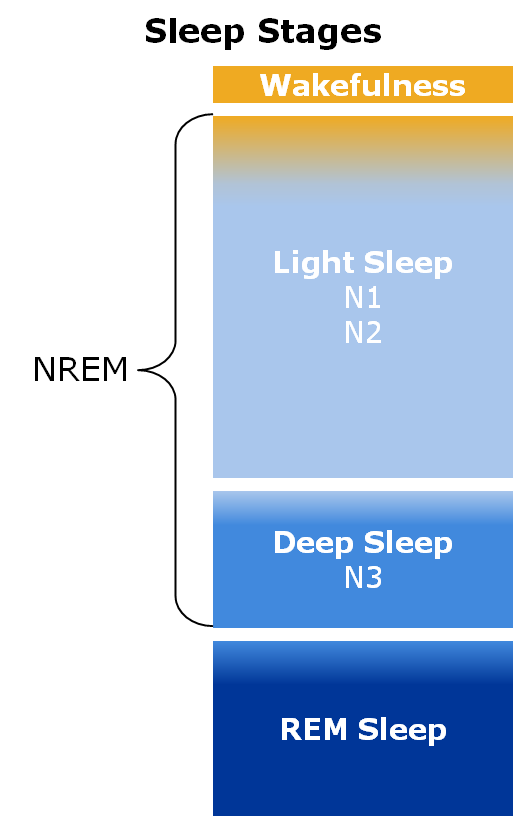 Sleep Stages
Wakefulness
Light Sleep
N1
N2
NREM
Deep Sleep
N3
REM Sleep